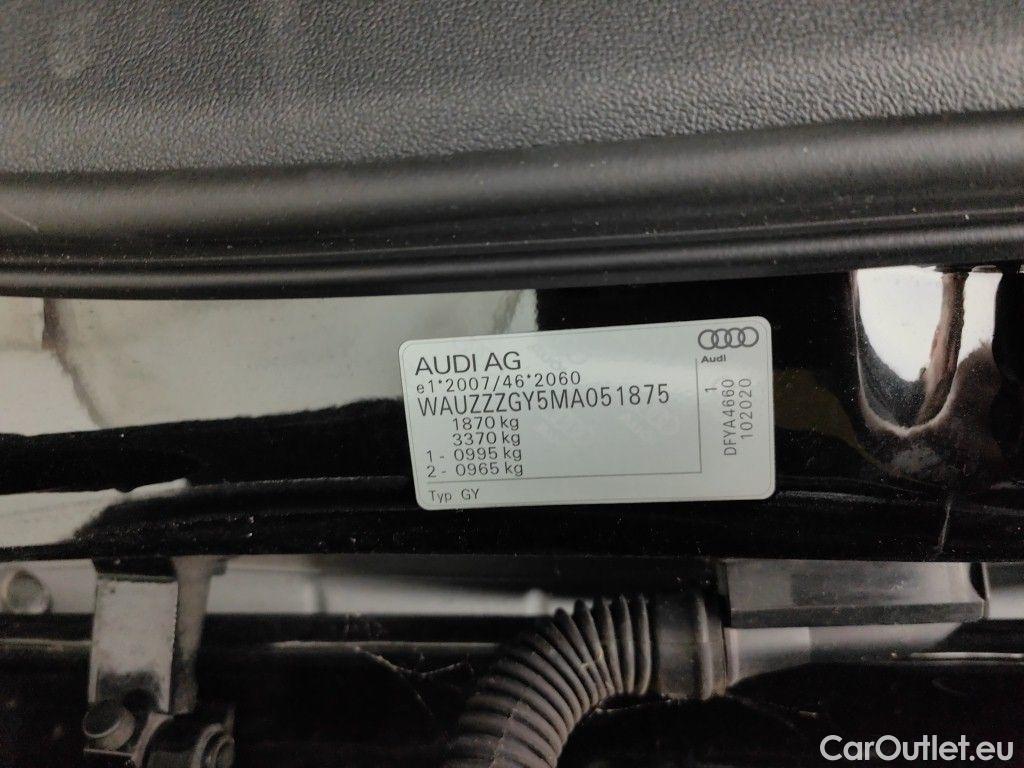 AUDI AG
e1*2007/46*2060
WAUZZZGY5MA051875
1870 kg
3370 kg
1 - 0995 kg
2 - 0965 kg
Typ GY
Audi
1
DFYA4660
102020
CarOutlet.eu